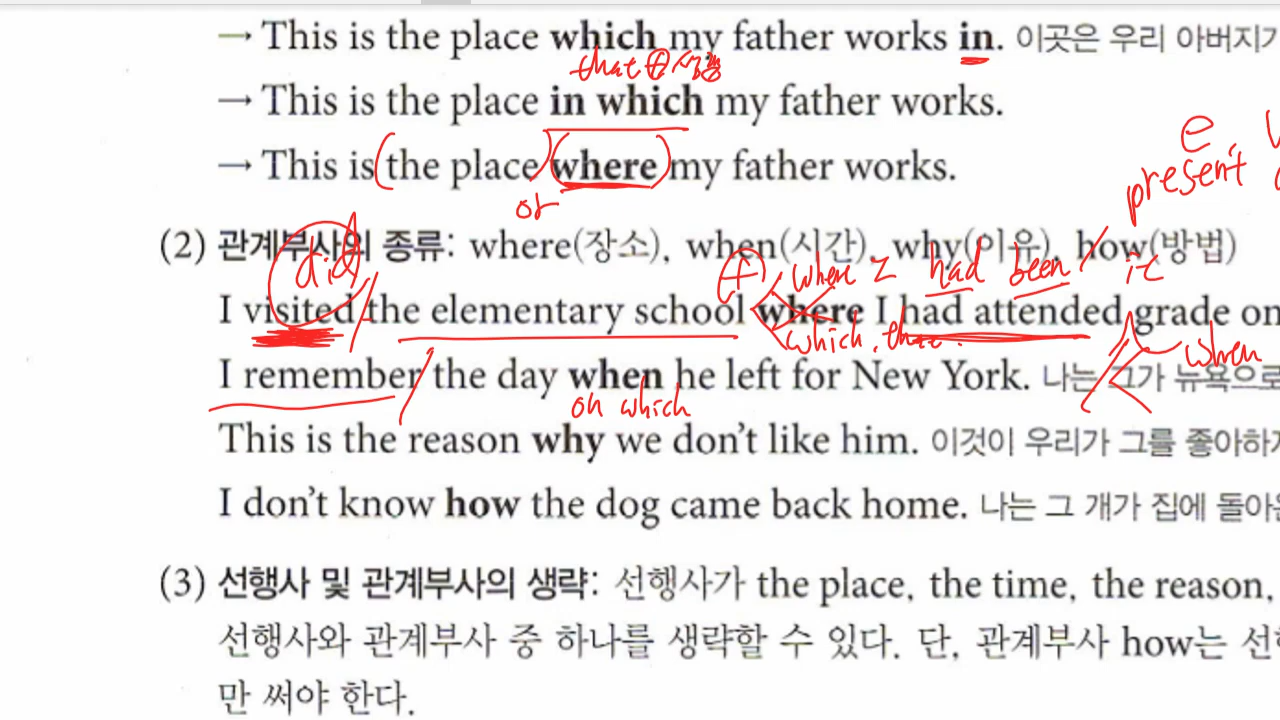 → This is the place which my father works in. 이곳은 우리 아버지가
that
→ This is the place in which my father works.
e
→ This is the place where my father works.
present
or
(2) 관계부사의 종류: where(장소), when(시간), why(이유), how(방법)
did where I had been it
I visited the elementary school where I had attended grade on
which, that when
I remember the day when he left for New York. 나는 그가 뉴욕으로
on which
This is the reason why we don't like him. 이것이 우리가 그를 좋아하지
I don't know how the dog came back home. 나는 그 개가 집에 돌아온
(3) 선행사 및 관계부사의 생략: 선행사가 the place, the time, the reason,
선행사와 관계부사 중 하나를 생략할 수 있다. 단, 관계부사 how는 선행
만 써야 한다.